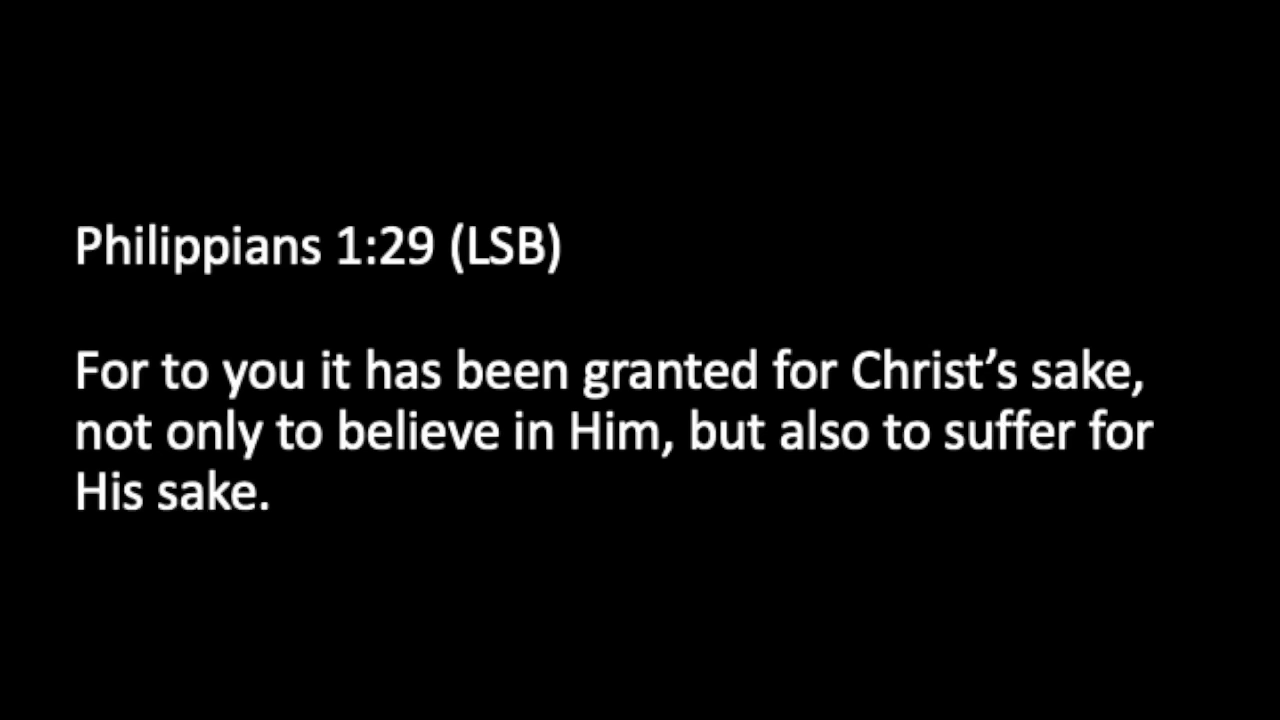 Philippians 1:29 (LSB)
For to you it has been granted for Christ’s sake,
not only to believe in Him, but also to suffer for
His sake.